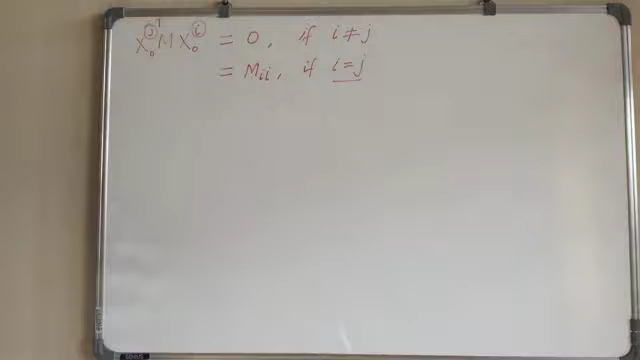 X₀^(j)ᵀ M X₀^(i) = 0, if i ≠ j
= Mii, if i = j